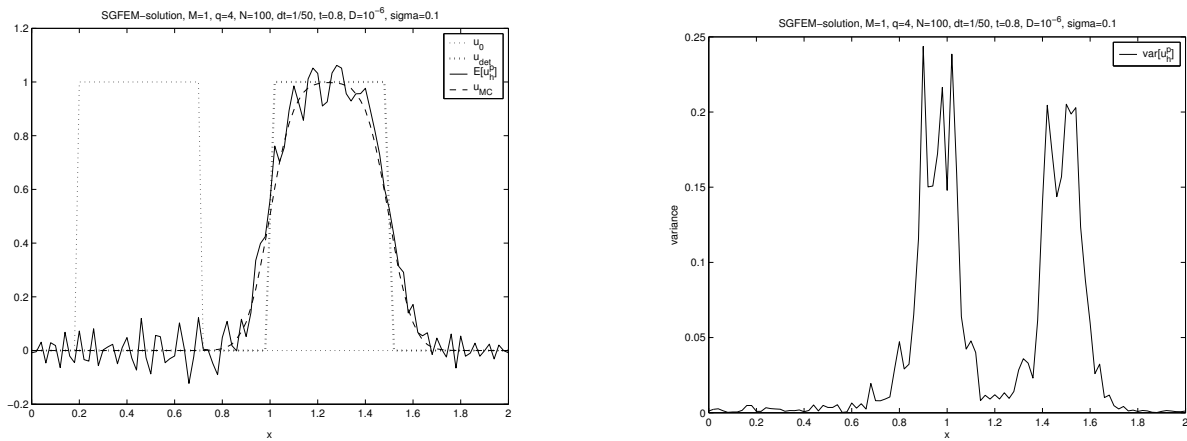 SGFEM-solution, M=1, q=4, N=100, dt=1/50, t=0.8, D=10⁻⁶, sigma=0.1
1.2
1
0.8
0.6
0.4
0.2
0
−0.2
0 0.2 0.4 0.6 0.8 1 1.2 1.4 1.6 1.8 2
x
u₀
u_det
E[u_h^p]
u_MC
SGFEM-solution, M=1, q=4, N=100, dt=1/50, t=0.8, D=10⁻⁶, sigma=0.1
0.25
0.2
0.15
0.1
0.05
0
variance
0 0.2 0.4 0.6 0.8 1 1.2 1.4 1.6 1.8 2
x
var[u_h^p]